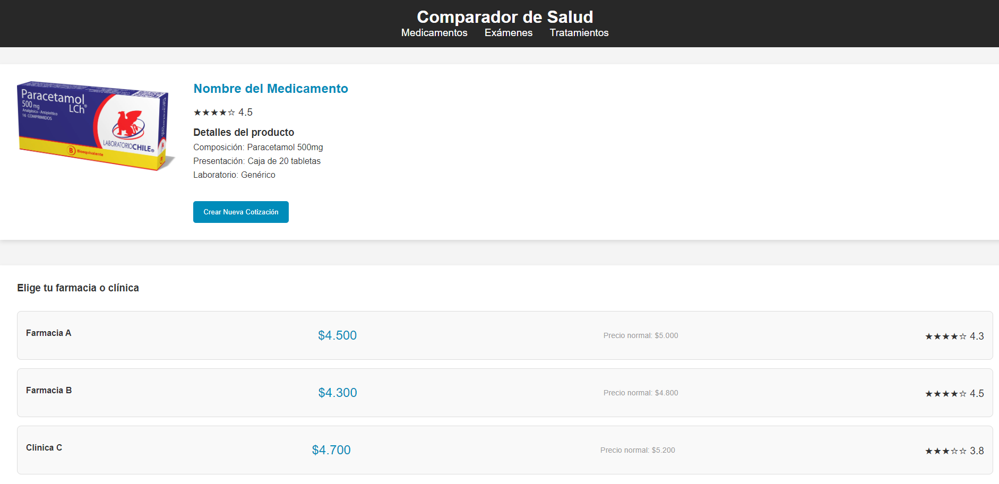 Comparador de Salud
Medicamentos Exámenes Tratamientos
Paracetamol
500 mg LCh®
Analgésico - Antipirético
16 COMPRIMIDOS
LABORATORIOCHILE®
B Bioequivalente
Nombre del Medicamento
★★★★☆ 4.5
Detalles del producto
Composición: Paracetamol 500mg
Presentación: Caja de 20 tabletas
Laboratorio: Genérico
Crear Nueva Cotización
Elige tu farmacia o clínica
Farmacia A $4.500 Precio normal: $5.000 ★★★★☆ 4.3
Farmacia B $4.300 Precio normal: $4.800 ★★★★☆ 4.5
Clínica C $4.700 Precio normal: $5.200 ★★★☆☆ 3.8